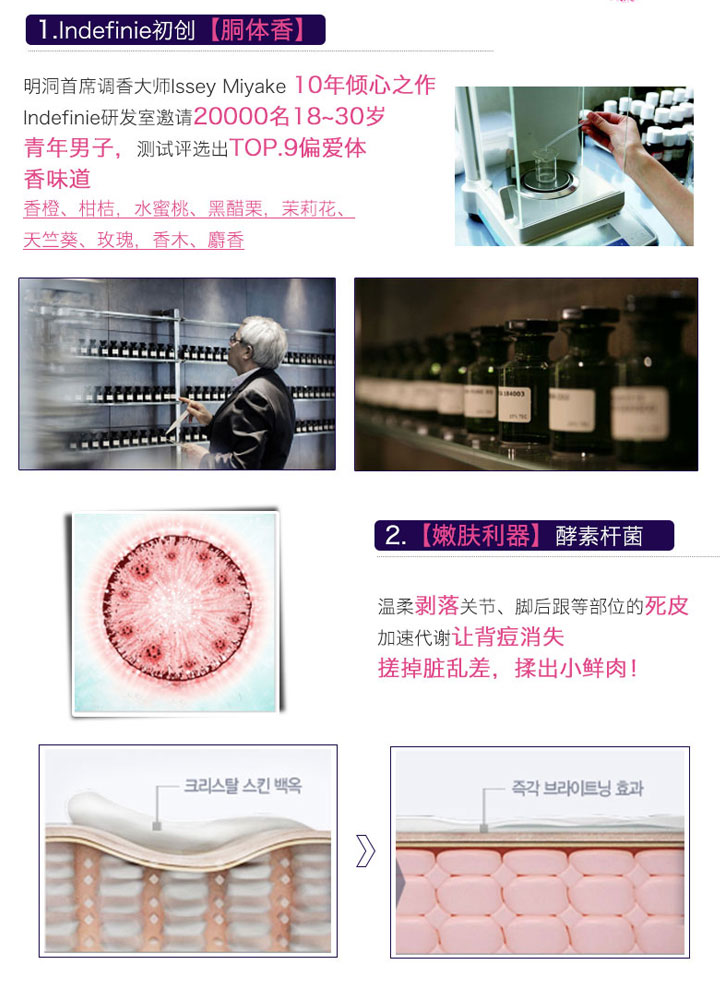 1.Indefinie初创【胴体香】
明洞首席调香大师Issey Miyake 10年倾心之作
Indefinie研发室邀请20000名18~30岁
青年男子，测试评选出TOP.9偏爱体
香味道
香橙、柑桔，水蜜桃、黑醋栗，茉莉花、
天竺葵、玫瑰，香木、麝香
2.【嫩肤利器】酵素杆菌
温柔剥落关节、脚后跟等部位的死皮
加速代谢让背痘消失
搓掉脏乱差，揉出小鲜肉！
크리스탈 스킨 백옥
즉각 브라이트닝 효과